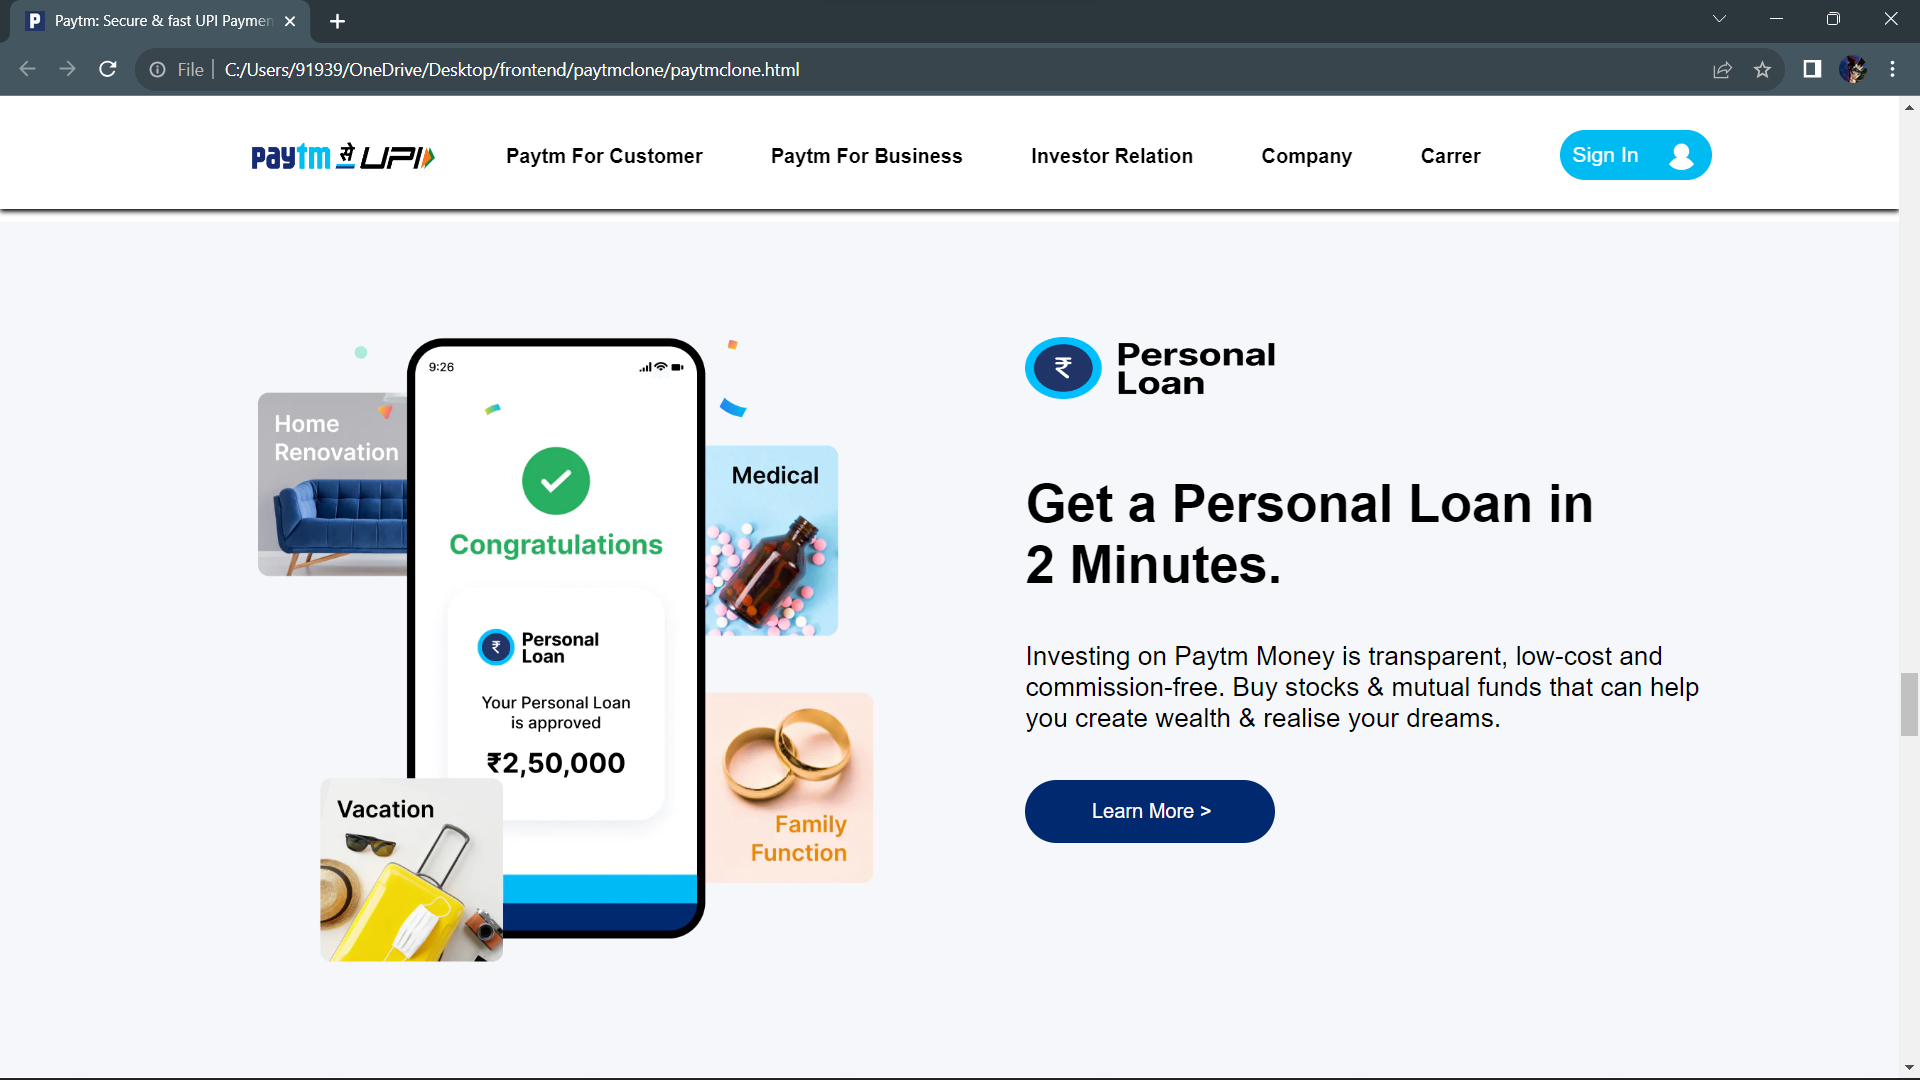 Paytm: Secure & fast UPI Paymen
File
C:/Users/91939/OneDrive/Desktop/frontend/paytmclone/paytmclone.html
paytm से UPI
Paytm For Customer
Paytm For Business
Investor Relation
Company
Carrer
Sign In
Home
Renovation
9:26
Congratulations
₹
Personal
Loan
Your Personal Loan
is approved
₹2,50,000
Medical
Family
Function
Vacation
₹
Personal
Loan
Get a Personal Loan in
2 Minutes.
Investing on Paytm Money is transparent, low-cost and
commission-free. Buy stocks & mutual funds that can help
you create wealth & realise your dreams.
Learn More >